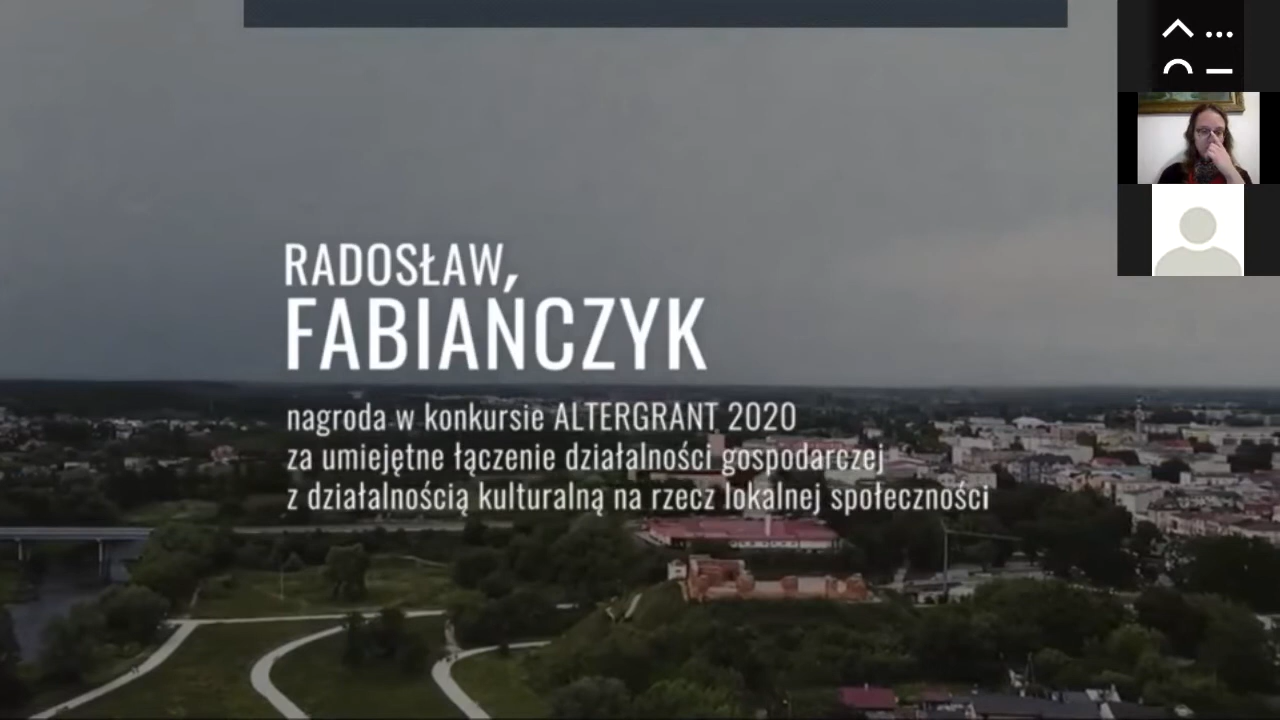 RADOSŁAW,
FABIAŃCZYK
nagroda w konkursie ALTERGRANT 2020
za umiejętne łączenie działalności gospodarczej
z działalnością kulturalną na rzecz lokalnej społeczności